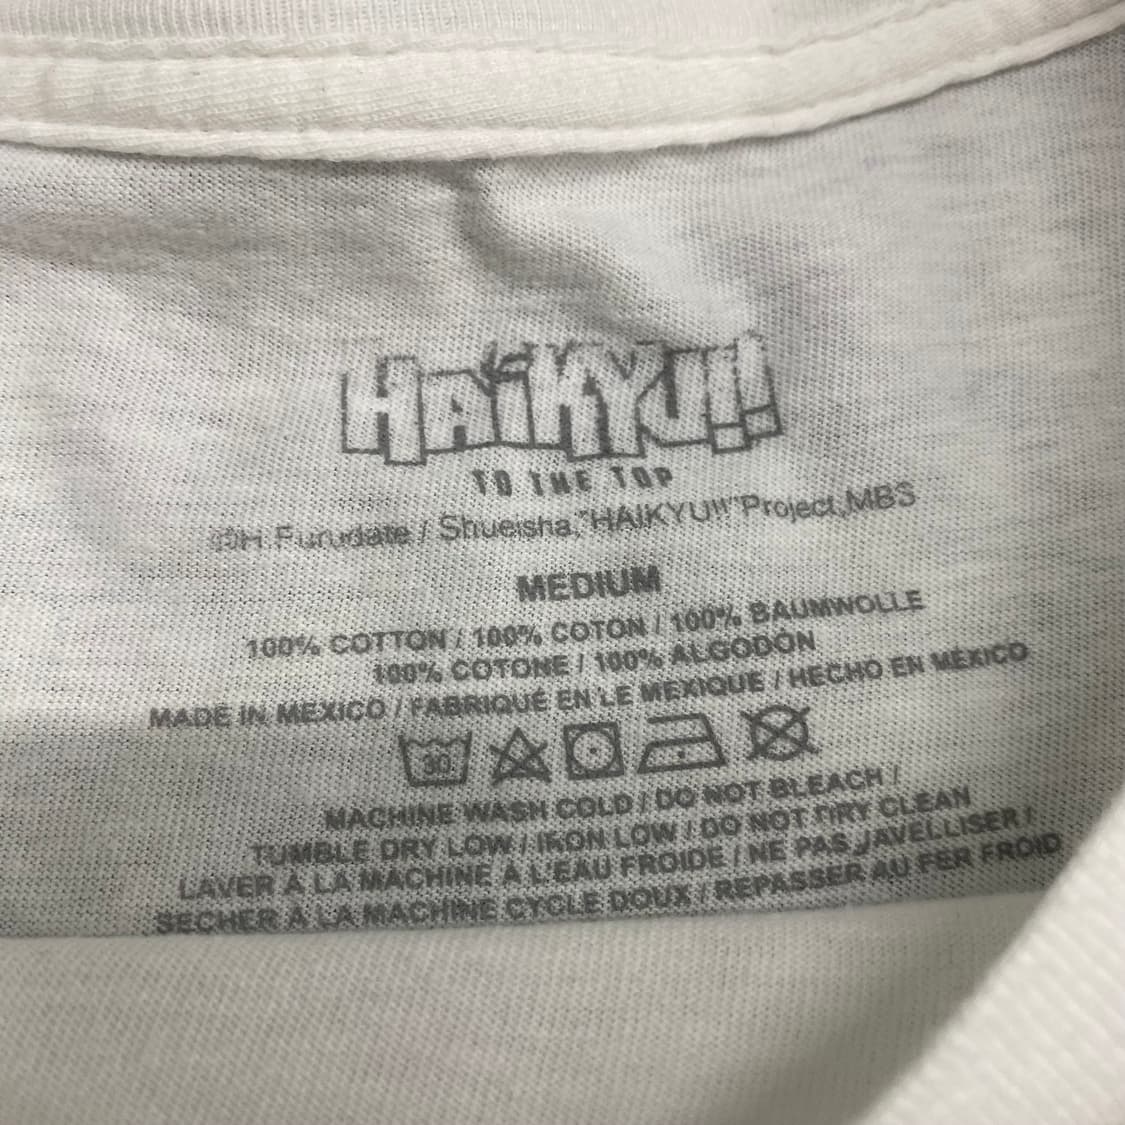 HAIKYU!!
TO THE TOP
©H.Furudate / Shueisha,"HAIKYU!!"Project,MBS
MEDIUM
100% COTTON / 100% COTON / 100% BAUMWOLLE
100% COTONE / 100% ALGODÓN
MADE IN MEXICO / FABRIQUÉ EN LE MEXIQUE / HECHO EN MÉXICO
30
MACHINE WASH COLD / DO NOT BLEACH /
TUMBLE DRY LOW / IRON LOW / DO NOT DRY CLEAN
LAVER À LA MACHINE À L'EAU FROIDE / NE PAS JAVELLISER /
SÉCHER À LA MACHINE CYCLE DOUX / REPASSER AU FER FROID